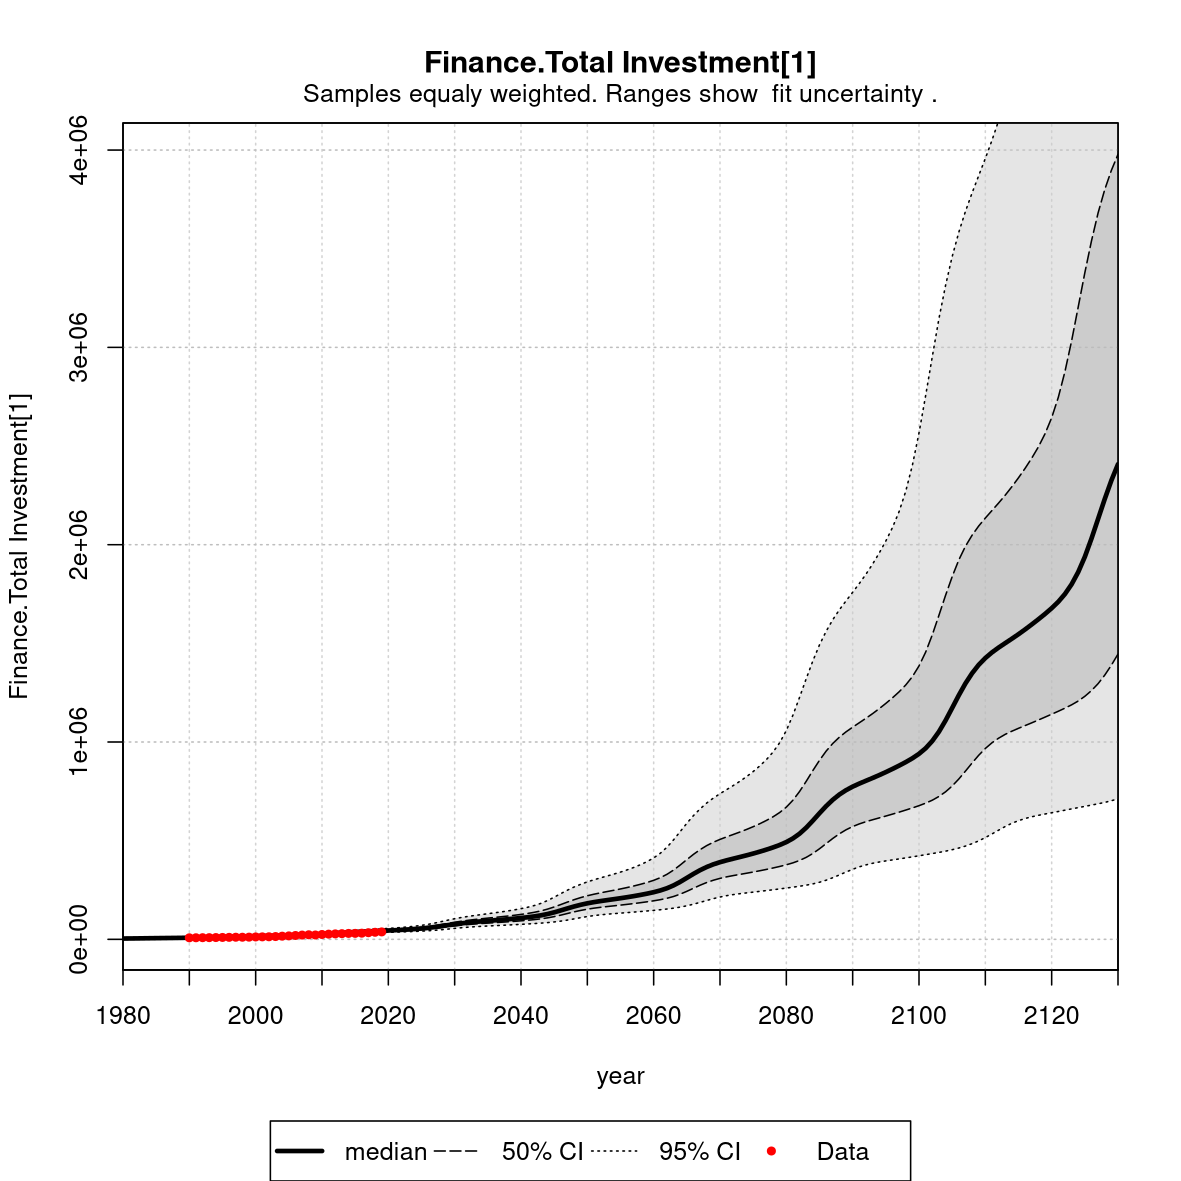 Finance.Total Investment[1]
Samples equaly weighted. Ranges show  fit uncertainty .
Finance.Total Investment[1]
4e+06
3e+06
2e+06
1e+06
0e+00
1980 2000 2020 2040 2060 2080 2100 2120
year
median 50% CI 95% CI Data